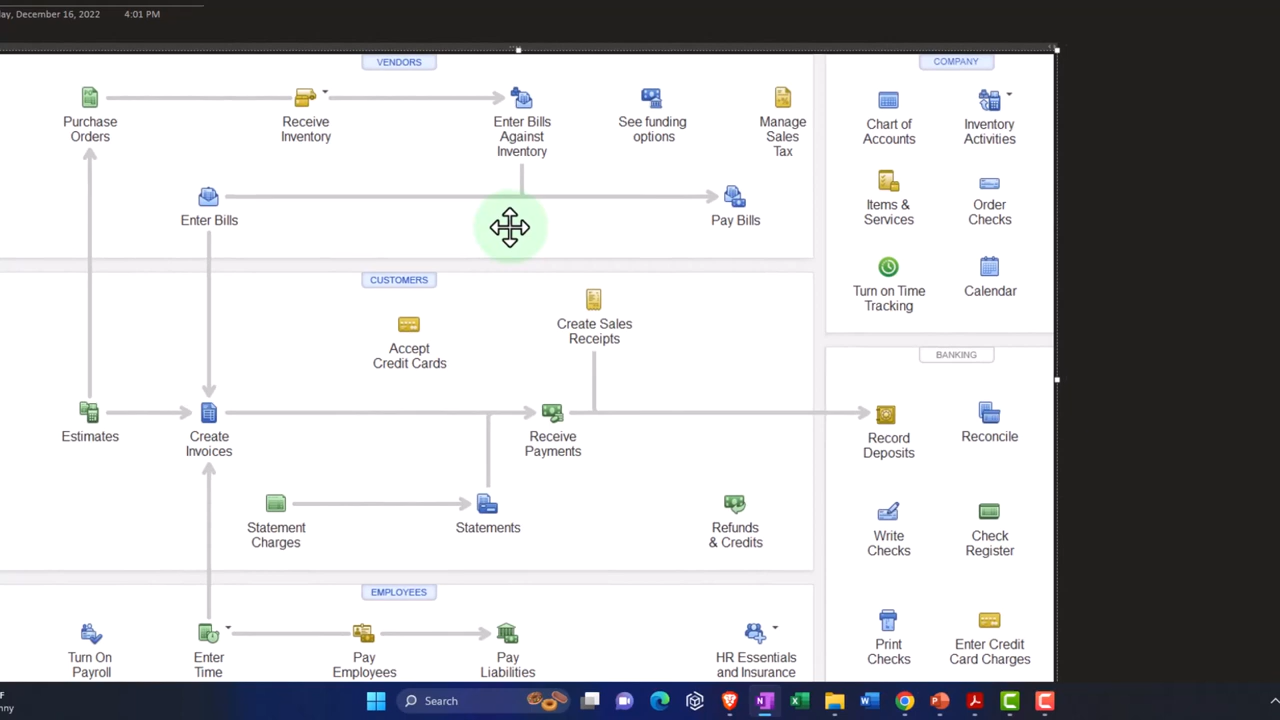 ay, December 16, 2022 4:01 PM
VENDORS
COMPANY
Purchase
Orders
Receive
Inventory
Enter Bills
Against
Inventory
See funding
options
Manage
Sales
Tax
Chart of
Accounts
Inventory
Activities
Enter Bills
Pay Bills
Items &
Services
Order
Checks
CUSTOMERS
Turn on Time
Tracking
Calendar
Accept
Credit Cards
Create Sales
Receipts
BANKING
Estimates
Create
Invoices
Receive
Payments
Record
Deposits
Reconcile
Statement
Charges
Statements
Refunds
& Credits
Write
Checks
Check
Register
EMPLOYEES
Turn On
Payroll
Enter
Time
Pay
Employees
Pay
Liabilities
HR Essentials
and Insurance
Print
Checks
Enter Credit
Card Charges
F
nny
Search